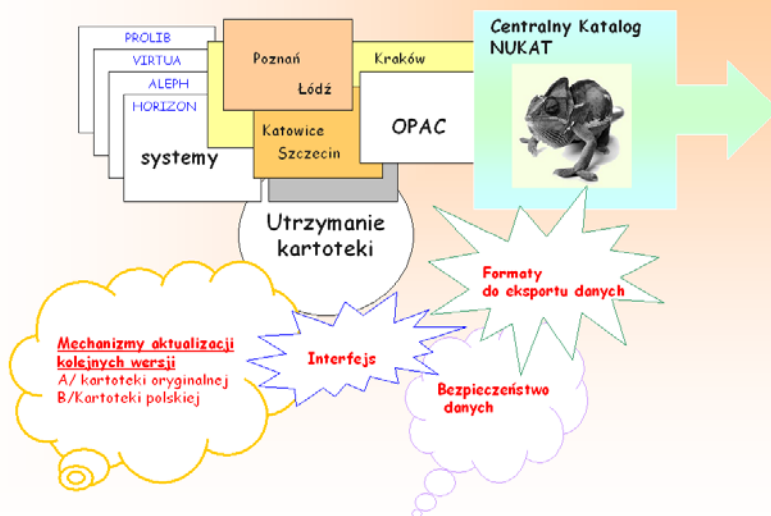 PROLIB
VIRTUA
ALEPH
HORIZON
systemy
Poznań
Łódź
Kraków
Katowice
Szczecin
OPAC
Centralny Katalog
NUKAT
Utrzymanie
kartoteki
Formaty
do eksportu danych
Mechanizmy aktualizacji
kolejnych wersji
A/ kartoteki oryginalnej
B/Kartoteki polskiej
Interfejs
Bezpieczeństwo
danych